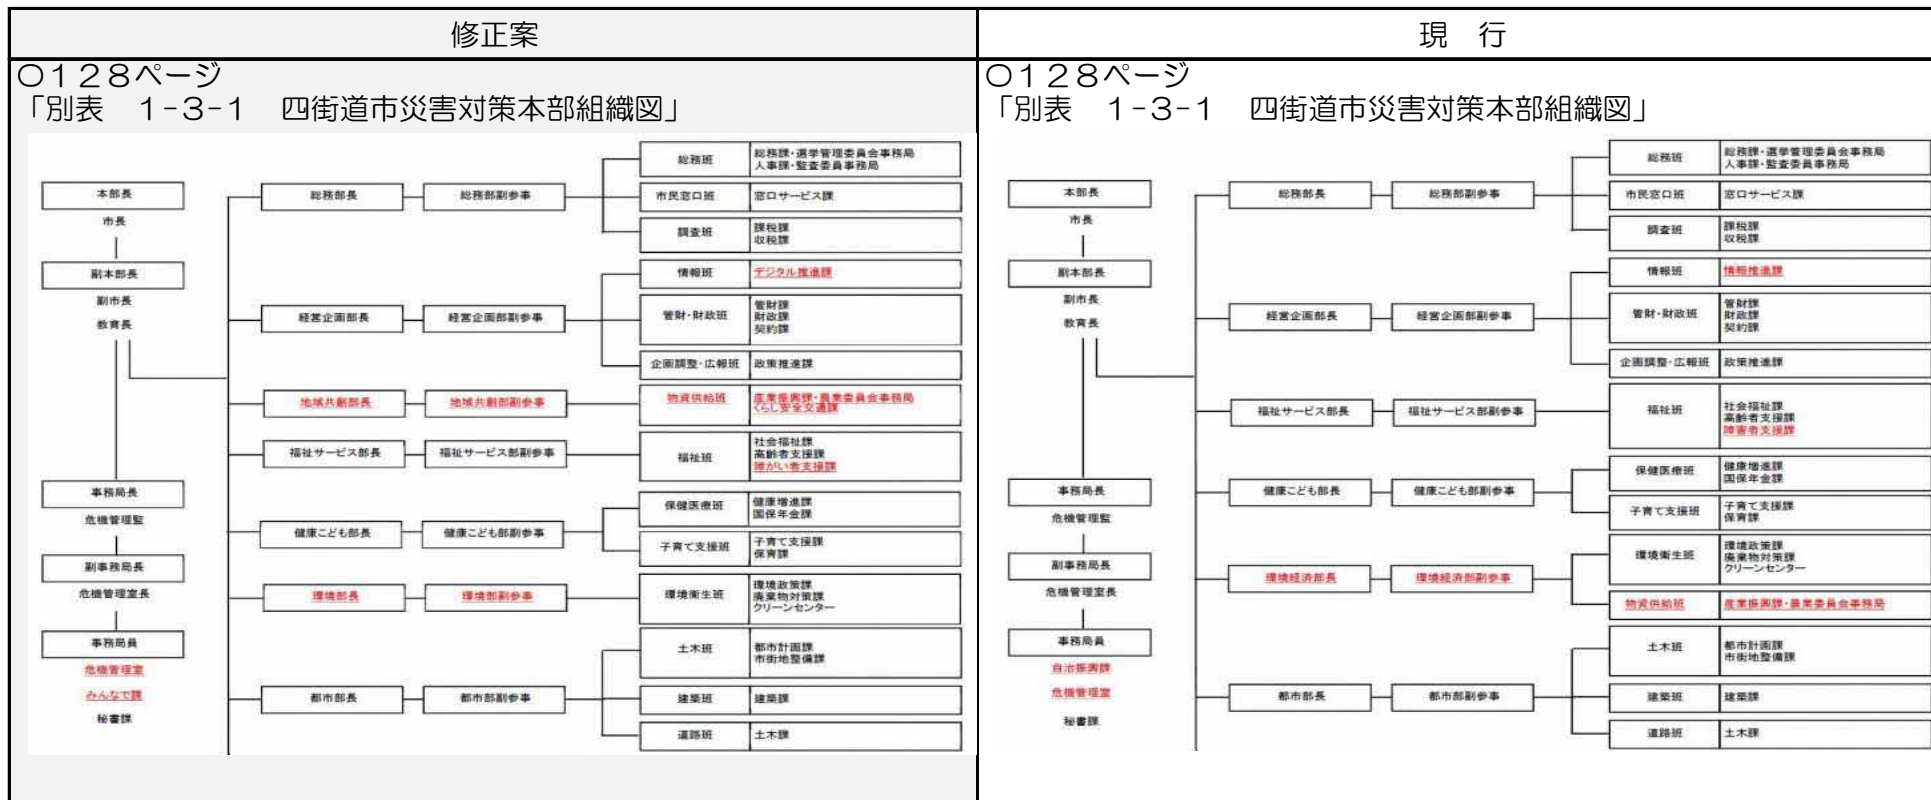 修正案
〇128ページ
「別表 1-3-1 四街道市災害対策本部組織図」
本部長
市長
副本部長
副市長
教育長
事務局長
危機管理監
副事務局長
危機管理室長
事務局員
危機管理室
みんなで課
秘書課
総務部長
総務部副参事
総務班
総務課・選挙管理委員会事務局
人事課・監査委員事務局
市民窓口班
窓口サービス課
調査班
課税課
収税課
経営企画部長
経営企画部副参事
情報班
デジタル推進課
管財・財政班
管財課
財政課
契約課
企画調整・広報班
政策推進課
地域共創部長
地域共創部副参事
物資供給班
産業振興課・農業委員会事務局
くらし安全交通課
福祉サービス部長
福祉サービス部副参事
福祉班
社会福祉課
高齢者支援課
障がい者支援課
健康こども部長
健康こども部副参事
保健医療班
健康増進課
国保年金課
子育て支援班
子育て支援課
保育課
環境部長
環境部副参事
環境衛生班
環境政策課
廃棄物対策課
クリーンセンター
都市部長
都市部副参事
土木班
都市計画課
市街地整備課
建築班
建築課
道路班
土木課
現 行
〇128ページ
「別表 1-3-1 四街道市災害対策本部組織図」
本部長
市長
副本部長
副市長
教育長
事務局長
危機管理監
副事務局長
危機管理室長
事務局員
自治振興課
危機管理室
秘書課
総務部長
総務部副参事
総務班
総務課・選挙管理委員会事務局
人事課・監査委員事務局
市民窓口班
窓口サービス課
調査班
課税課
収税課
経営企画部長
経営企画部副参事
情報班
情報推進課
管財・財政班
管財課
財政課
契約課
企画調整・広報班
政策推進課
福祉サービス部長
福祉サービス部副参事
福祉班
社会福祉課
高齢者支援課
障害者支援課
健康こども部長
健康こども部副参事
保健医療班
健康増進課
国保年金課
子育て支援班
子育て支援課
保育課
環境経済部長
環境経済部副参事
環境衛生班
環境政策課
廃棄物対策課
クリーンセンター
物資供給班
産業振興課・農業委員会事務局
都市部長
都市部副参事
土木班
都市計画課
市街地整備課
建築班
建築課
道路班
土木課